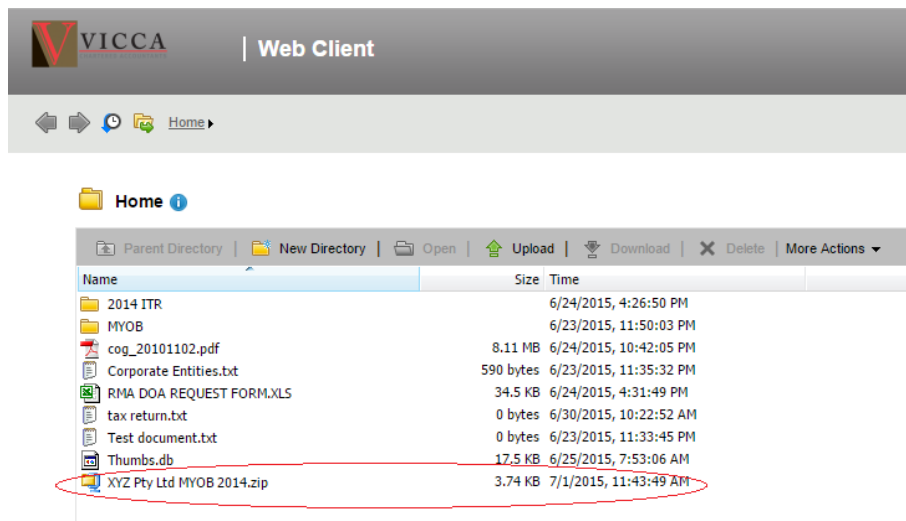 VICCA
Web Client
Home
Home
Parent Directory | New Directory | Open | Upload | Download | Delete | More Actions
Name Size Time
2014 ITR 6/24/2015, 4:26:50 PM
MYOB 6/23/2015, 11:50:03 PM
cog_20101102.pdf 8.11 MB 6/24/2015, 10:42:05 PM
Corporate Entities.txt 590 bytes 6/23/2015, 11:35:32 PM
RMA DOA REQUEST FORM.XLS 34.5 KB 6/24/2015, 4:31:49 PM
tax return.txt 0 bytes 6/30/2015, 10:22:52 AM
Test document.txt 0 bytes 6/23/2015, 11:33:45 PM
Thumbs.db 17.5 KB 6/25/2015, 7:53:06 AM
XYZ Pty Ltd MYOB 2014.zip 3.74 KB 7/1/2015, 11:43:49 AM